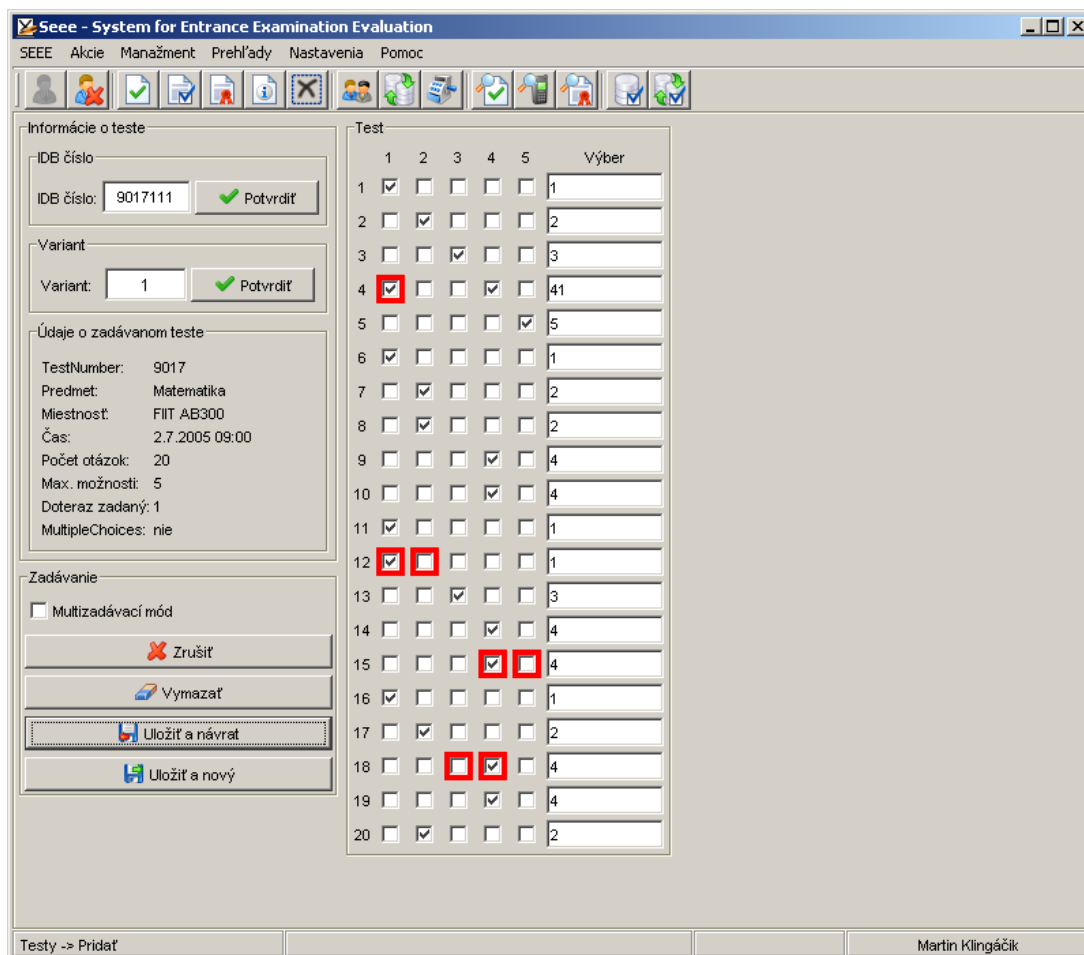 Seee - System for Entrance Examination Evaluation
SEEE Akcie Manažment Prehľady Nastavenia Pomoc
Informácie o teste
IDB číslo
IDB číslo: 9017111 Potvrdiť
Variant
Variant: 1 Potvrdiť
Údaje o zadávanom teste
TestNumber: 9017
Predmet: Matematika
Miestnosť: FIIT AB300
Čas: 2.7.2005 09:00
Počet otázok: 20
Max. možnosti: 5
Doteraz zadaný: 1
MultipleChoices: nie
Zadávanie
Multizadávací mód
Zrušiť
Vymazať
Uložiť a návrat
Uložiť a nový
Test
1 2 3 4 5 Výber
1 1
2 2
3 3
4 41
5 5
6 1
7 2
8 2
9 4
10 4
11 1
12 1
13 3
14 4
15 4
16 1
17 2
18 4
19 4
20 2
Testy -> Pridať Martin Klingáčik